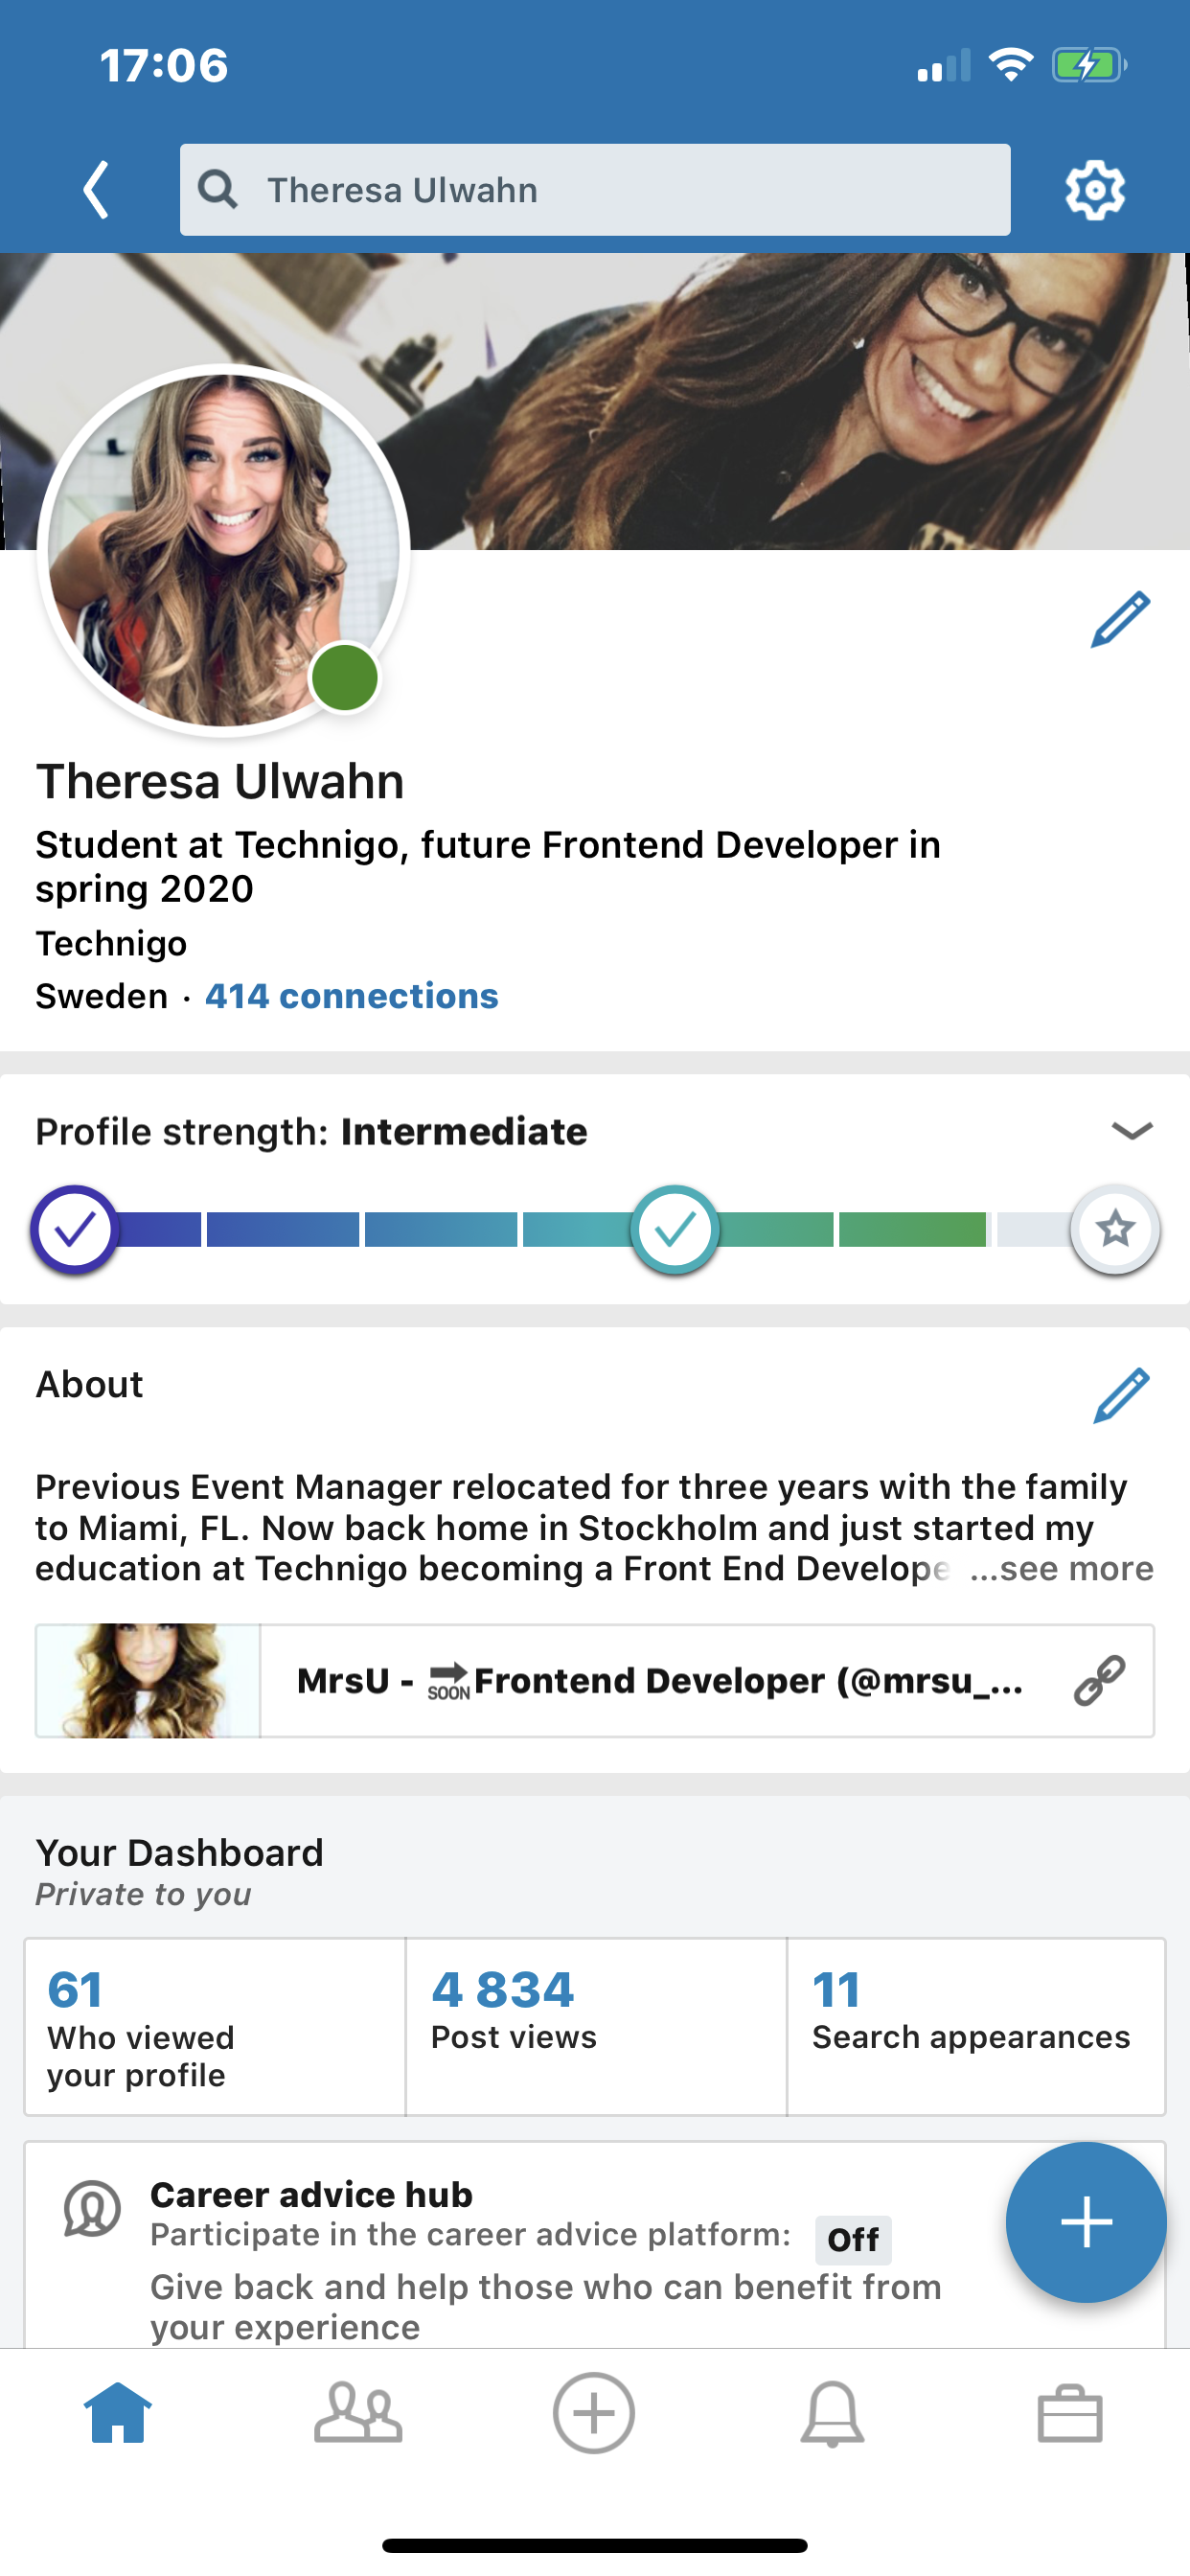 17:06
Theresa Ulwahn
Theresa Ulwahn
Student at Technigo, future Frontend Developer in
spring 2020
Technigo
Sweden · 414 connections
Profile strength: Intermediate
About
Previous Event Manager relocated for three years with the family
to Miami, FL. Now back home in Stockholm and just started my
education at Technigo becoming a Front End Develope ...see more
MrsU - SOON Frontend Developer (@mrsu_...
Your Dashboard
Private to you
61
Who viewed
your profile
4 834
Post views
11
Search appearances
Career advice hub
Participate in the career advice platform: Off
Give back and help those who can benefit from
your experience